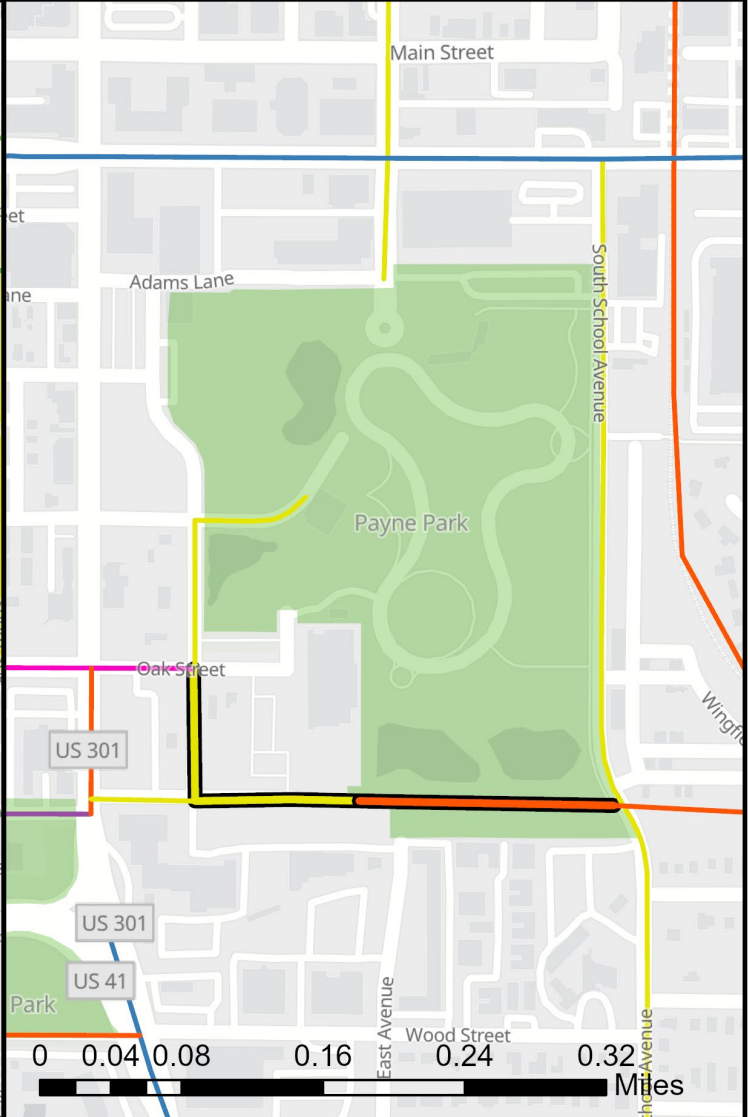 Main Street
et
Adams Lane
ane
South School Avenue
Payne Park
Oak Street
US 301
Wingfie
US 301
US 41
Park
East Avenue
Wood Street
hool Avenue
0 0.04 0.08 0.16 0.24 0.32
Miles